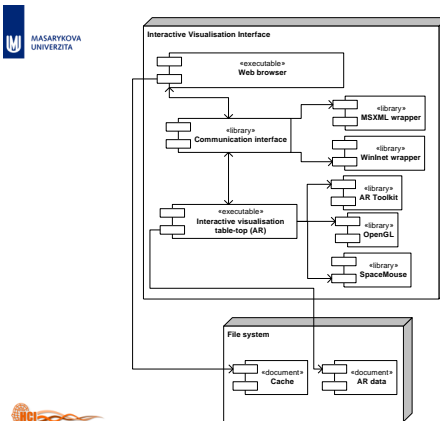 MASARYKOVA
UNIVERZITA
Interactive Visualisation Interface
«executable»
Web browser
«library»
MSXML wrapper
«library»
Communication interface
«library»
WinInet wrapper
«library»
AR Toolkit
«executable»
Interactive visualisation
table-top (AR)
«library»
OpenGL
«library»
SpaceMouse
File system
«document»
Cache
«document»
AR data
HCI